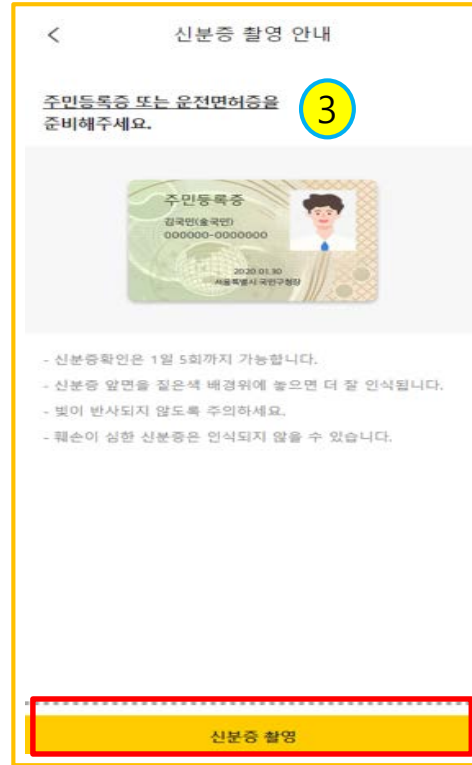 신분증 촬영 안내
주민등록증 또는 운전면허증을
준비해주세요.
3
주민등록증
김국민(金국민)
000000-0000000
2020.01.30
서울특별시 국민구청장
- 신분증확인은 1일 5회까지 가능합니다.
- 신분증 앞면을 짙은색 배경위에 놓으면 더 잘 인식됩니다.
- 빛이 반사되지 않도록 주의하세요.
- 훼손이 심한 신분증은 인식되지 않을 수 있습니다.
신분증 촬영